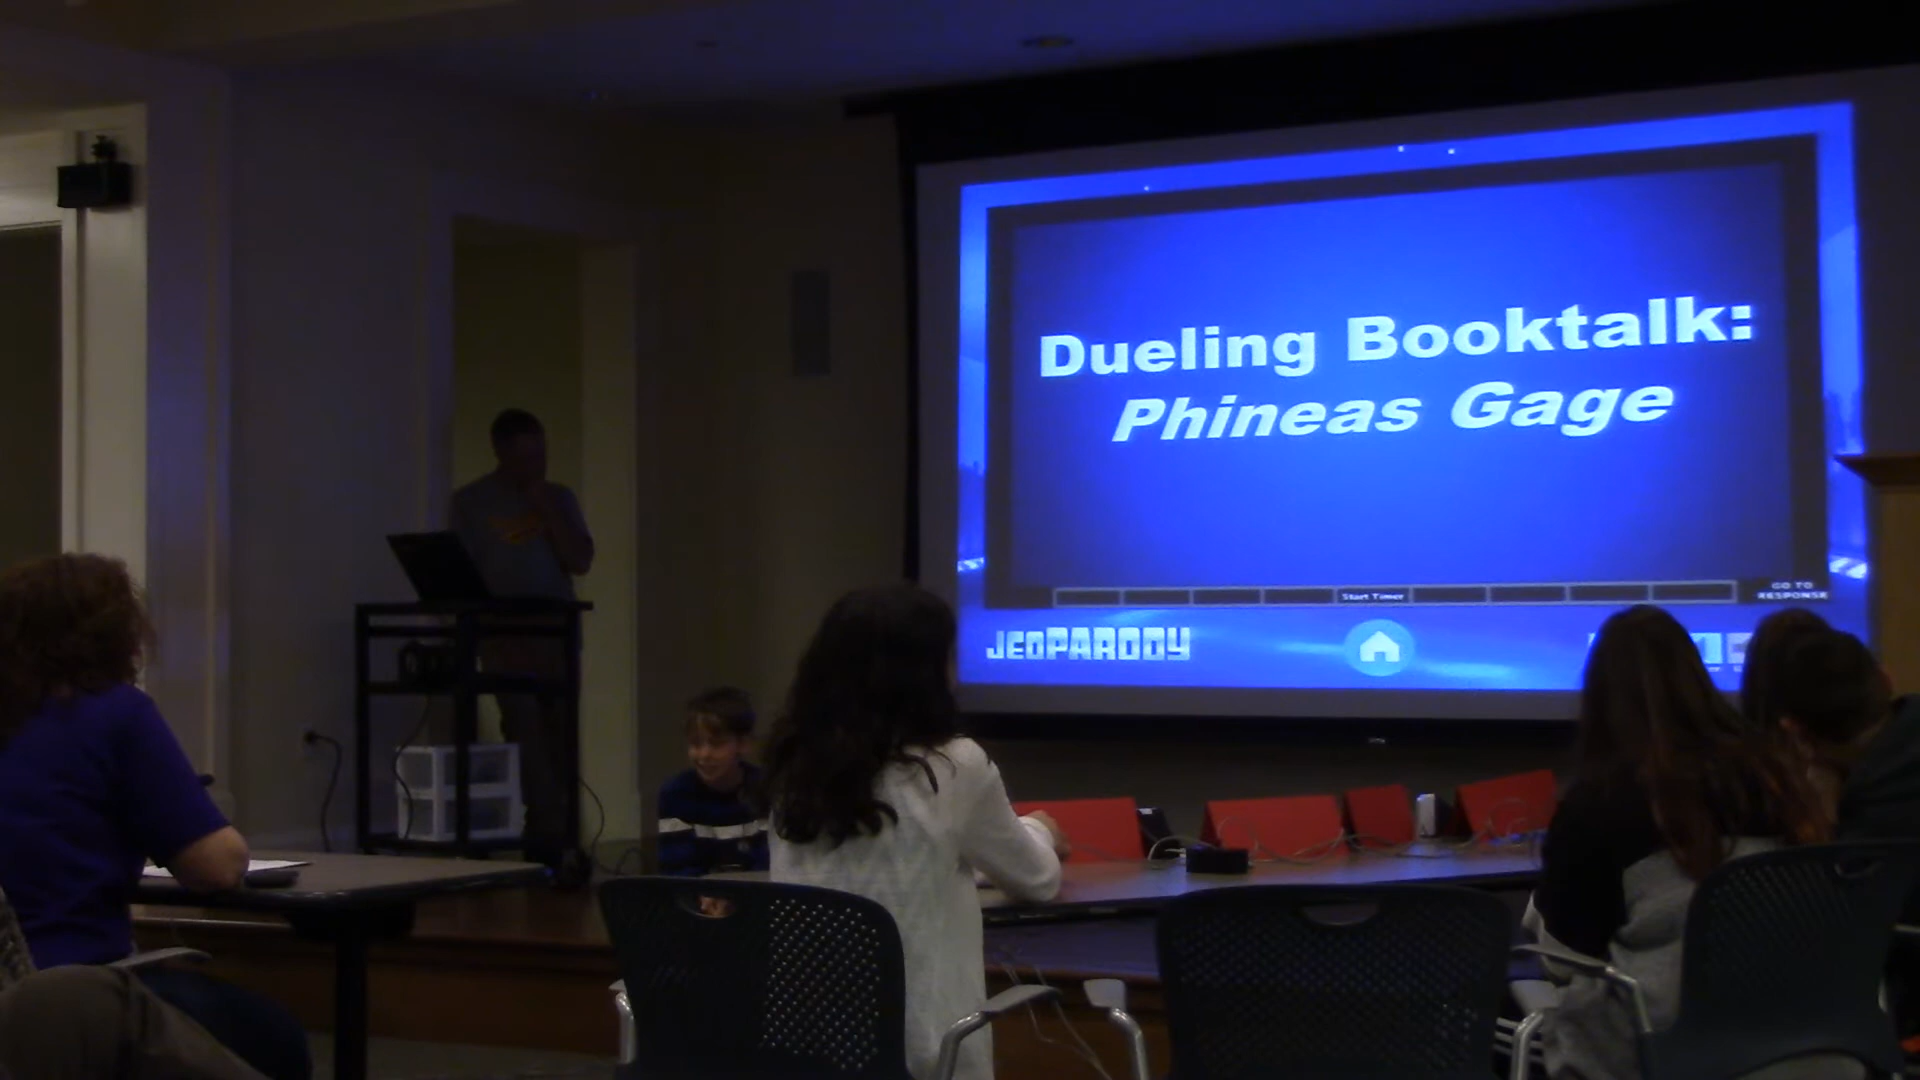 Dueling Booktalk:
Phineas Gage
Start Timer
GO TO
RESPONSE
JEOPARODY